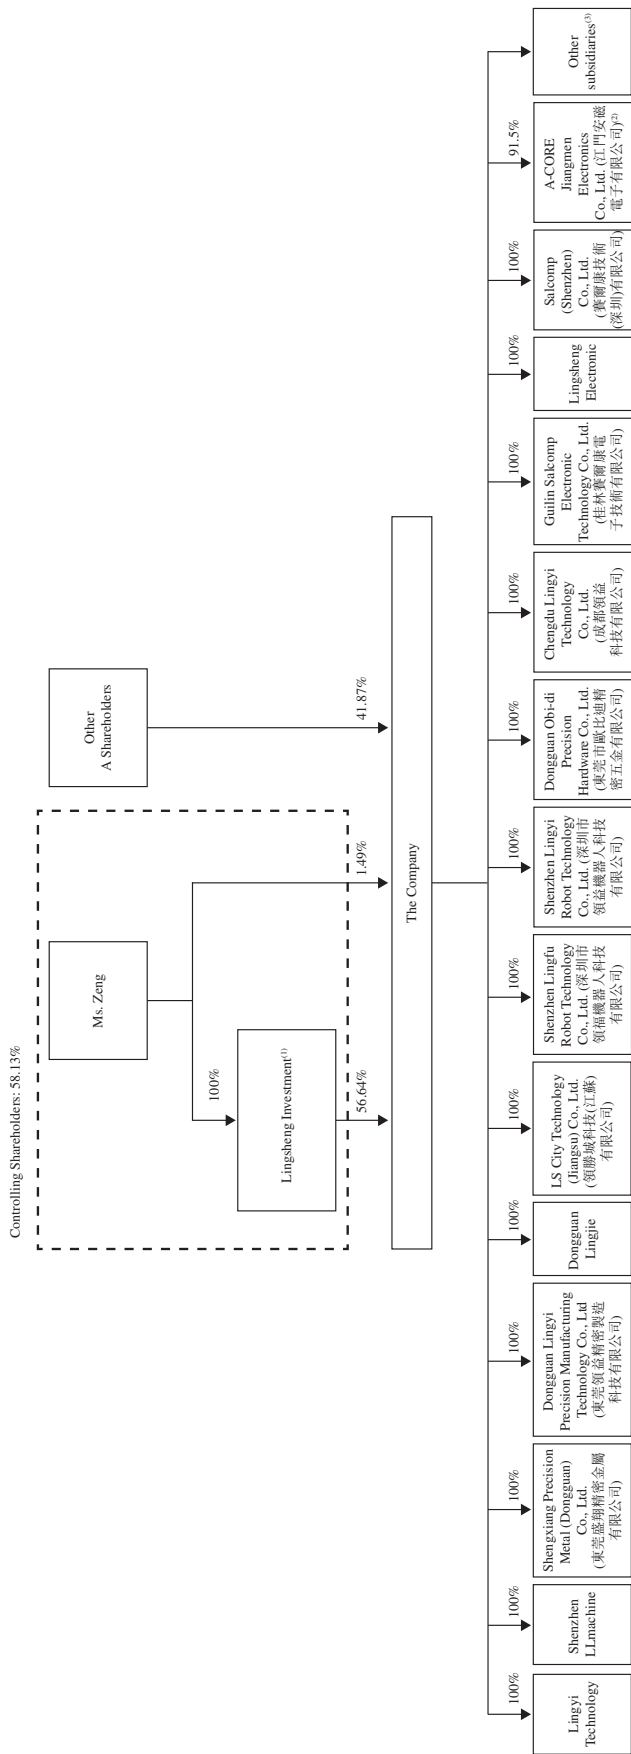 Controlling Shareholders: 58.13%
Ms. Zeng
Other
A Shareholders
100%
Lingsheng Investment(1)
56.64%
1.49%
41.87%
The Company
100%
100%
100%
100%
100%
100%
100%
100%
100%
100%
100%
100%
100%
91.5%
Lingyi
Technology
Shenzhen
LLmachine
Shengxiang Precision
Metal (Dongguan)
Co., Ltd.
(東莞盛翔精密金屬
有限公司)
Dongguan Lingyi
Precision Manufacturing
Technology Co., Ltd
(東莞領益精密製造
科技有限公司)
Dongguan
Lingjie
LS City Technology
(Jiangsu) Co., Ltd.
(領勝城科技(江蘇)
有限公司)
Shenzhen Lingfu
Robot Technology
Co., Ltd. (深圳市
領福機器人科技
有限公司)
Shenzhen Lingyi
Robot Technology
Co., Ltd. (深圳市
領益機器人科技
有限公司)
Dongguan Obi-di
Precision
Hardware Co., Ltd.
(東莞市歐比迪精
密五金有限公司)
Chengdu Lingyi
Technology
Co., Ltd.
(成都領益
科技有限公司)
Guilin Salcomp
Electronic
Technology Co., Ltd.
(桂林賽爾康電
子技術有限公司)
Lingsheng
Electronic
Salcomp
(Shenzhen)
Co., Ltd.
(賽爾康技術
(深圳)有限公司)
A-CORE
Jiangmen
Electronics
Co., Ltd. (江門安磁
電子有限公司)(2)
Other
subsidiaries(3)